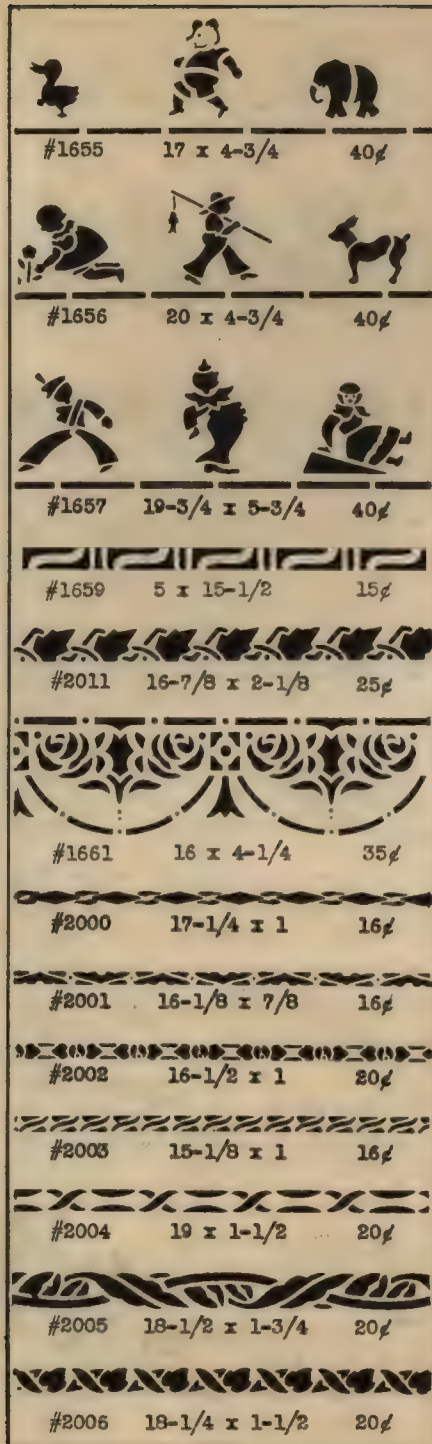 #1655 17 x 4-3/4 40¢
#1656 20 x 4-3/4 40¢
#1657 19-3/4 x 5-3/4 40¢
#1659 5 x 15-1/2 15¢
#2011 16-7/8 x 2-1/8 25¢
#1661 16 x 4-1/4 35¢
#2000 17-1/4 x 1 16¢
#2001 16-1/8 x 7/8 16¢
#2002 16-1/2 x 1 20¢
#2003 15-1/8 x 1 16¢
#2004 19 x 1-1/2 20¢
#2005 18-1/2 x 1-3/4 20¢
#2006 18-1/4 x 1-1/2 20¢